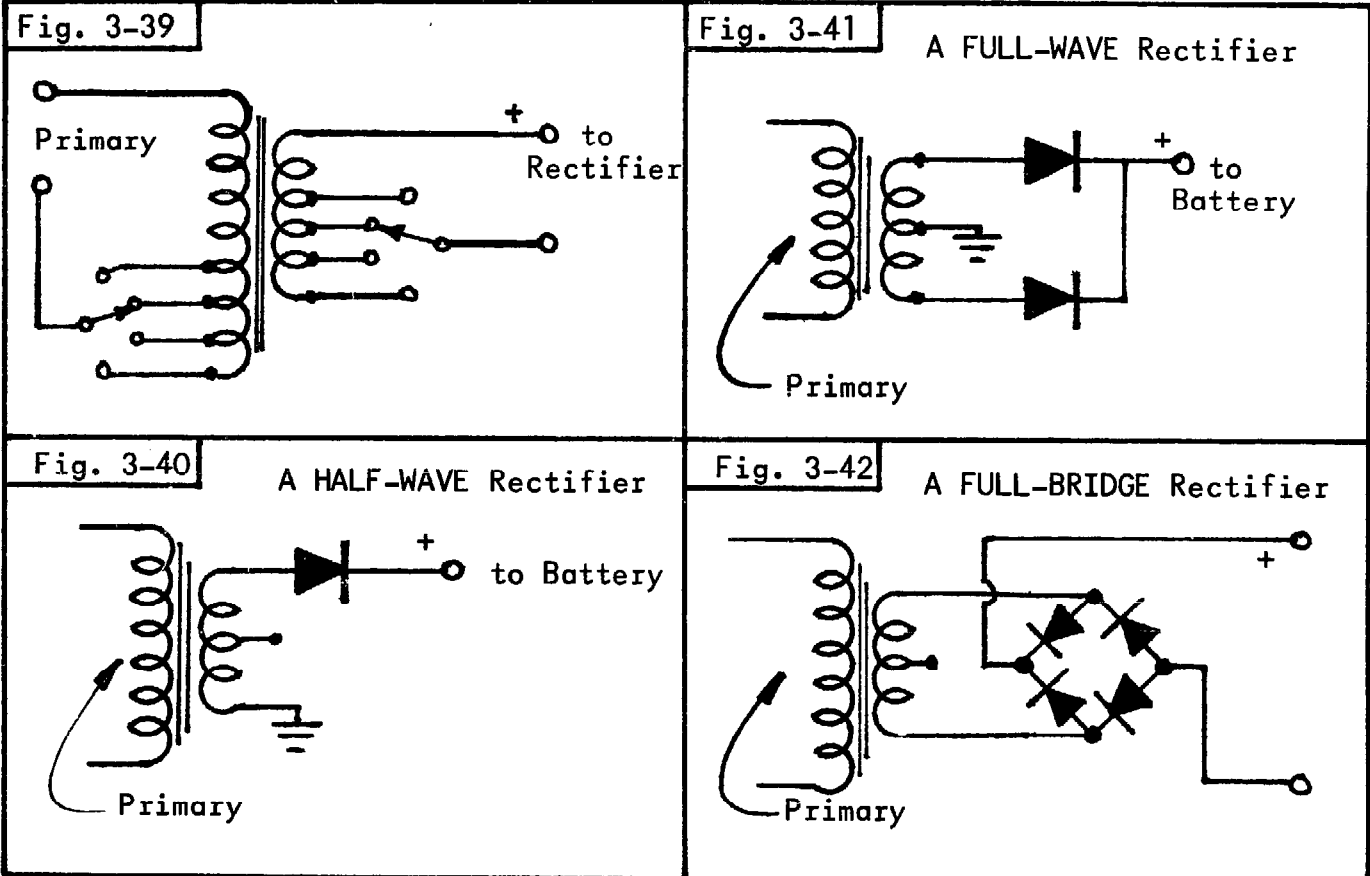 Fig. 3-39
Primary
+
to
Rectifier
Fig. 3-41
A FULL-WAVE Rectifier
+
to
Battery
Primary
Fig. 3-40
A HALF-WAVE Rectifier
+
to Battery
Primary
Fig. 3-42
A FULL-BRIDGE Rectifier
+
Primary